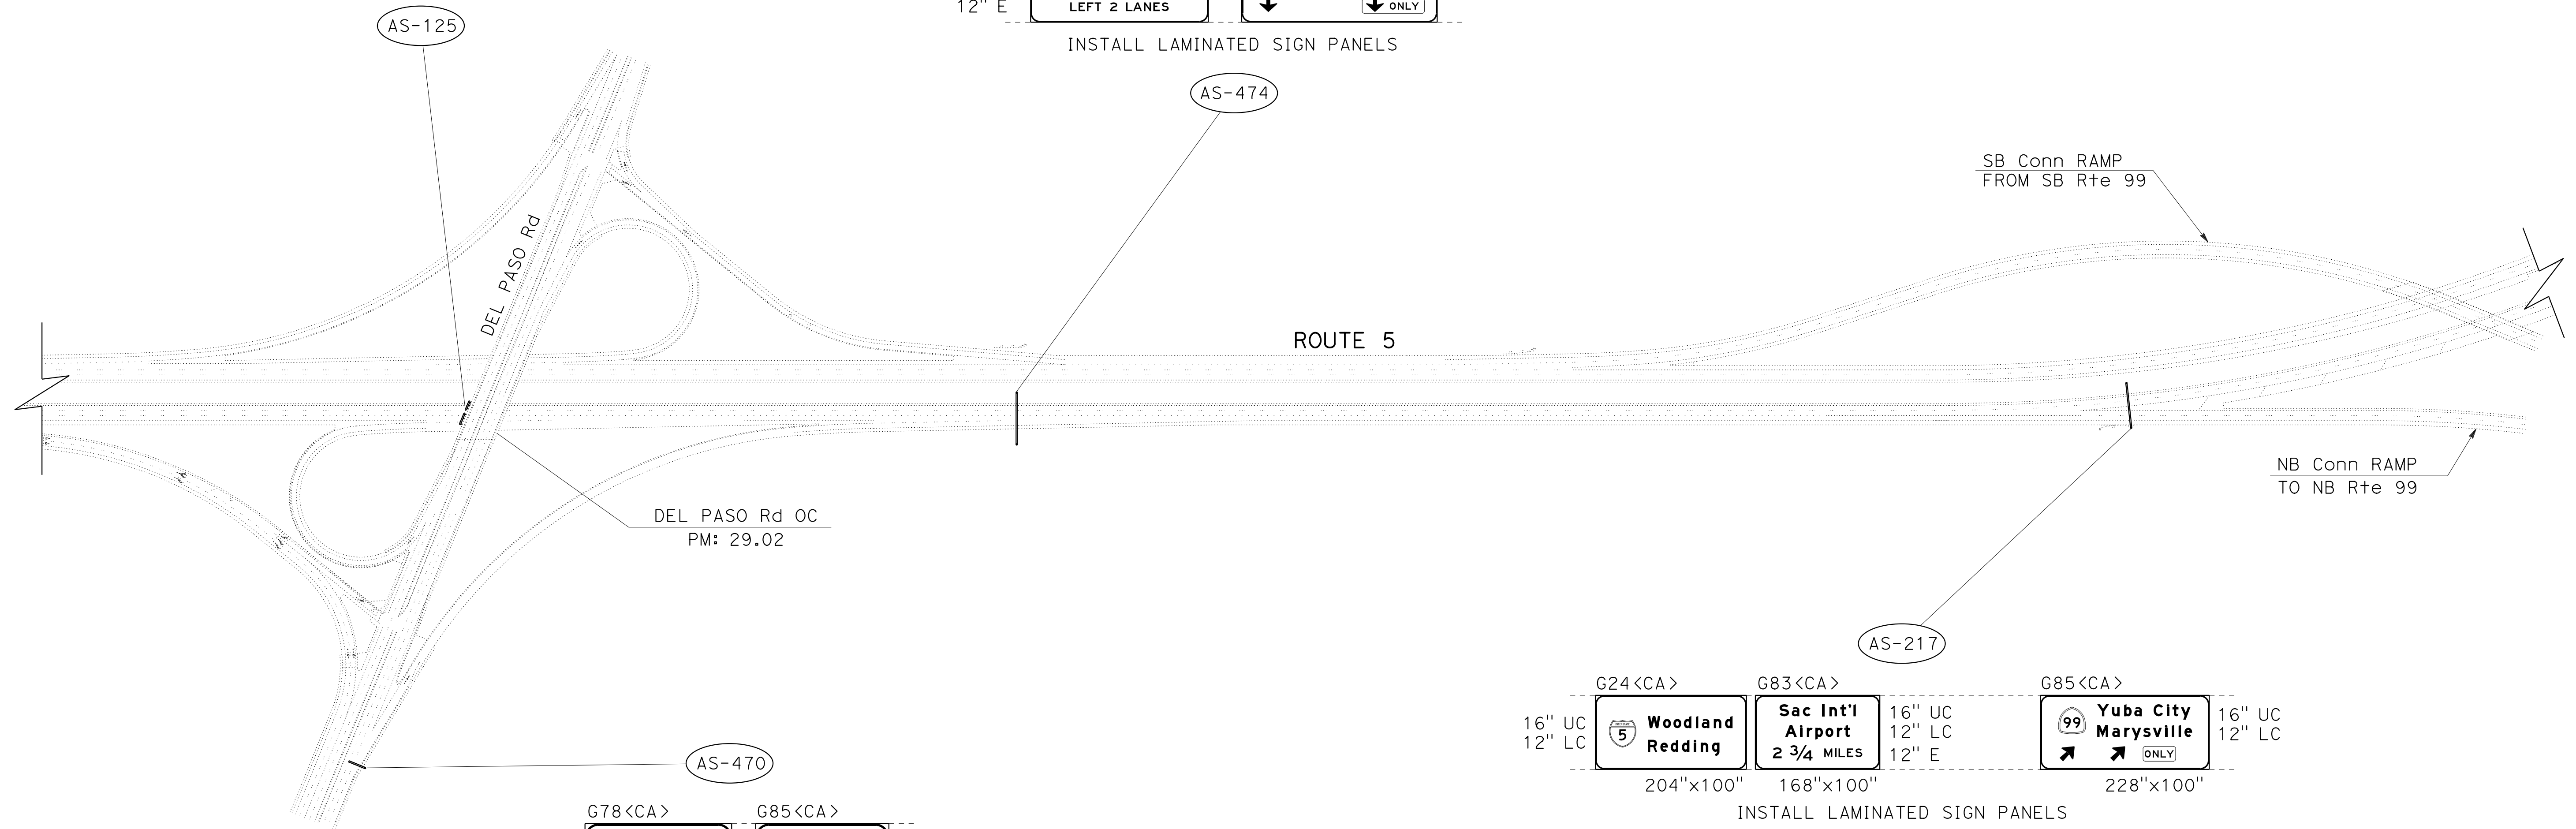 12" E
LEFT 2 LANES
ONLY
INSTALL LAMINATED SIGN PANELS
AS-125
AS-474
SB Conn RAMP
FROM SB Rte 99
DEL PASO Rd
ROUTE 5
NB Conn RAMP
TO NB Rte 99
DEL PASO Rd OC
PM: 29.02
AS-217
G24<CA>
G83<CA>
G85<CA>
16" UC
12" LC
5
Woodland
Redding
Sac Int'l
Airport
2 3/4 MILES
16" UC
12" LC
12" E
99
Yuba City
Marysville
ONLY
16" UC
12" LC
204"x100"
168"x100"
228"x100"
INSTALL LAMINATED SIGN PANELS
AS-470
G78<CA>
G85<CA>